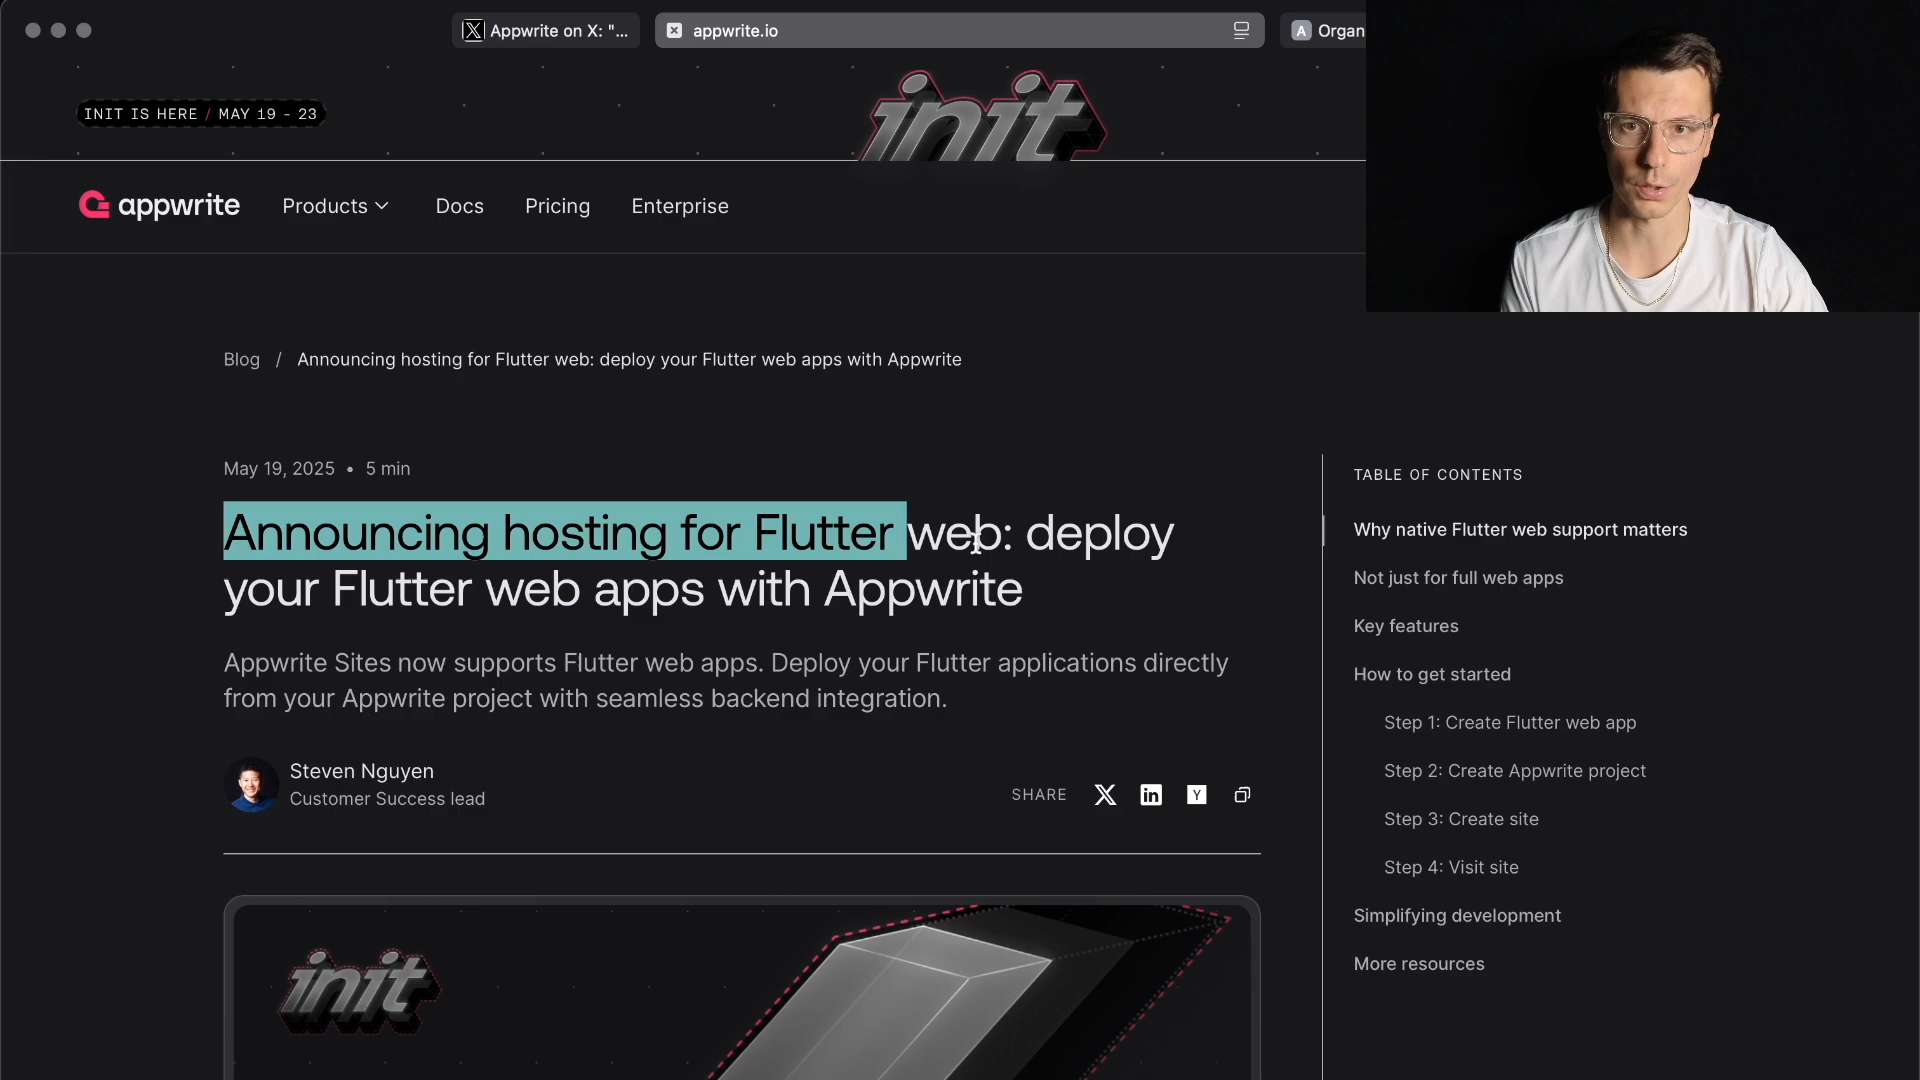 Appwrite on X: "...
appwrite.io
A Organ
INIT IS HERE / MAY 19 - 23
init
appwrite
Products
Docs
Pricing
Enterprise
Blog / Announcing hosting for Flutter web: deploy your Flutter web apps with Appwrite
May 19, 2025 • 5 min
Announcing hosting for Flutter web: deploy
your Flutter web apps with Appwrite
Appwrite Sites now supports Flutter web apps. Deploy your Flutter applications directly
from your Appwrite project with seamless backend integration.
Steven Nguyen
Customer Success lead
SHARE
init
TABLE OF CONTENTS
Why native Flutter web support matters
Not just for full web apps
Key features
How to get started
Step 1: Create Flutter web app
Step 2: Create Appwrite project
Step 3: Create site
Step 4: Visit site
Simplifying development
More resources